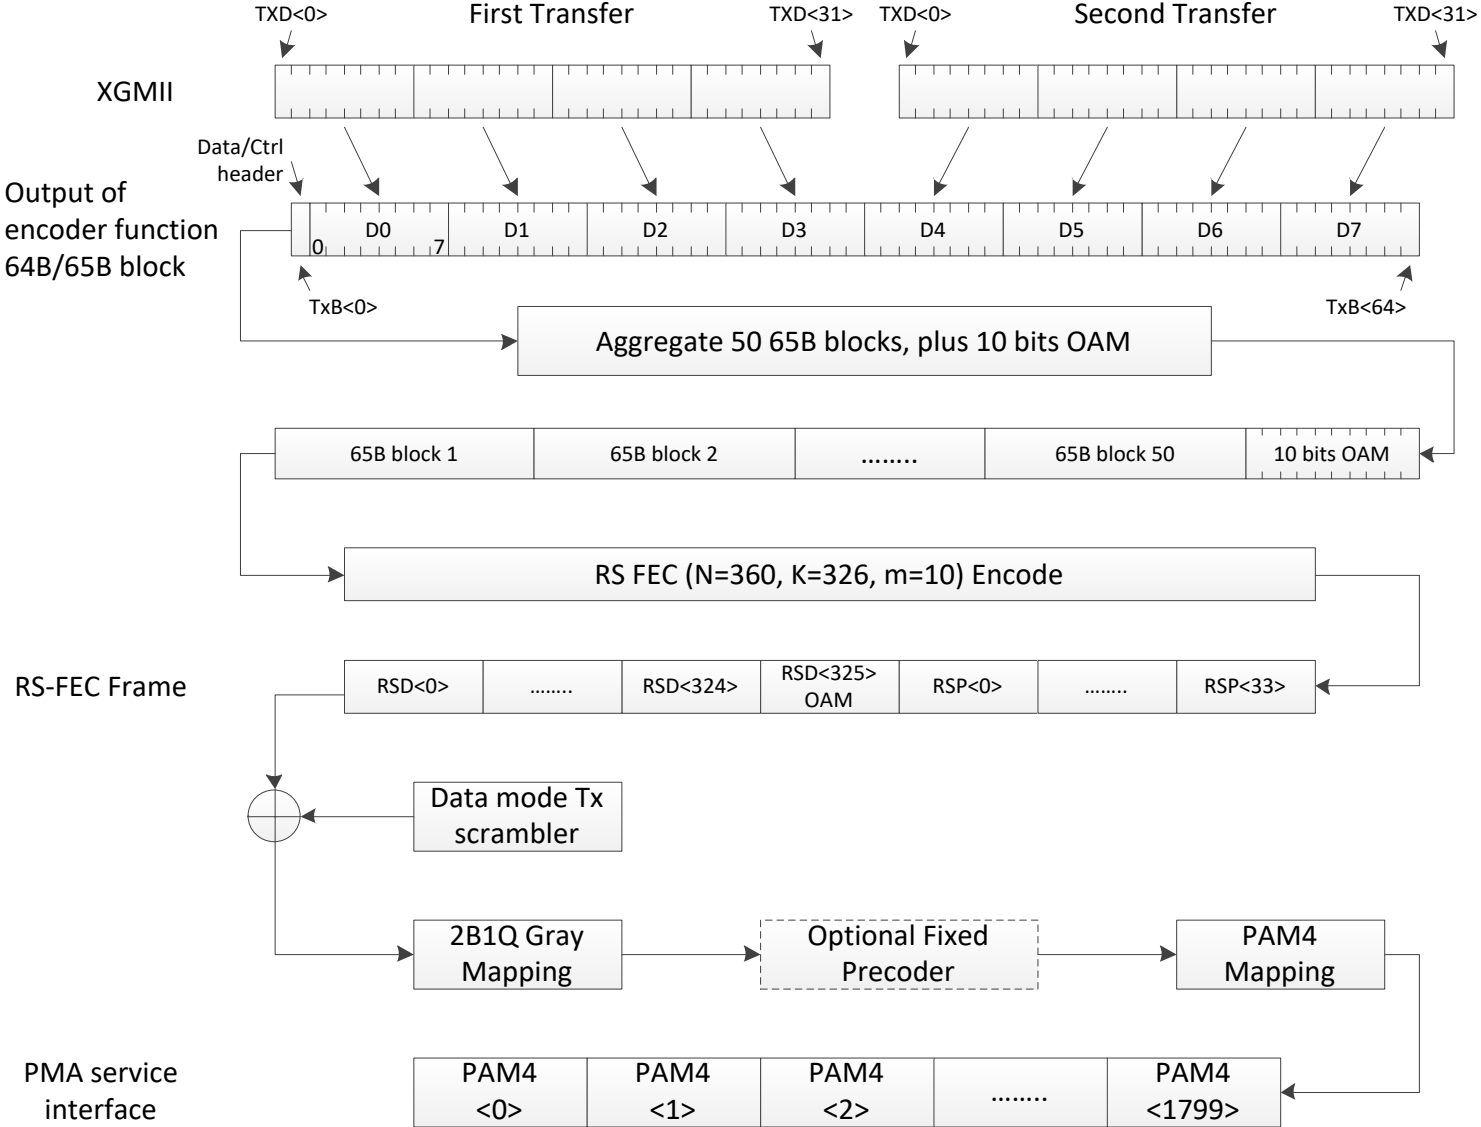 TXD<0>
First Transfer
TXD<31>
TXD<0>
Second Transfer
TXD<31>
XGMII
Data/Ctrl
header
Output of
encoder function
64B/65B block
D0
D1
D2
D3
D4
D5
D6
D7
0
7
TxB<0>
TxB<64>
Aggregate 50 65B blocks, plus 10 bits OAM
65B block 1
65B block 2
........
65B block 50
10 bits OAM
RS FEC (N=360, K=326, m=10) Encode
RS-FEC Frame
RSD<0>
........
RSD<324>
RSD<325>
OAM
RSP<0>
........
RSP<33>
Data mode Tx
scrambler
2B1Q Gray
Mapping
Optional Fixed
Precoder
PAM4
Mapping
PMA service
interface
PAM4
<0>
PAM4
<1>
PAM4
<2>
........
PAM4
<1799>